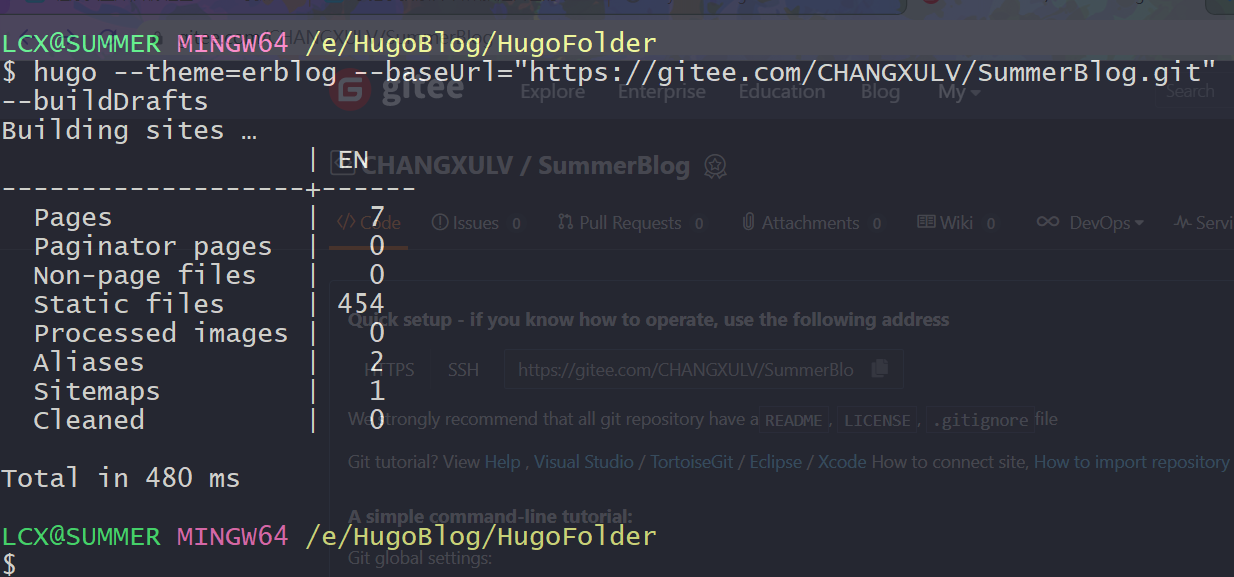 LCX@SUMMER MINGW64 /e/HugoBlog/HugoFolder
$ hugo --theme=erblog --baseUrl="https://gitee.com/CHANGXULV/SummerBlog.git"
--buildDrafts
Building sites …
| EN
-------------------+------
Pages | 7
Paginator pages | 0
Non-page files | 0
Static files | 454
Processed images | 0
Aliases | 2
Sitemaps | 1
Cleaned | 0
Total in 480 ms
LCX@SUMMER MINGW64 /e/HugoBlog/HugoFolder
$
gitee
Explore Enterprise Education Blog My Search
CHANGXULV / SummerBlog
Code Issues 0 Pull Requests 0 Attachments 0 Wiki 0 DevOps Servi
Quick setup - if you know how to operate, use the following address
HTTPS SSH https://gitee.com/CHANGXULV/SummerBlo
We strongly recommend that all git repository have a README , LICENSE , .gitignore file
Git tutorial? View Help , Visual Studio / TortoiseGit / Eclipse / Xcode How to connect site, How to import repository
A simple command-line tutorial:
Git global settings: